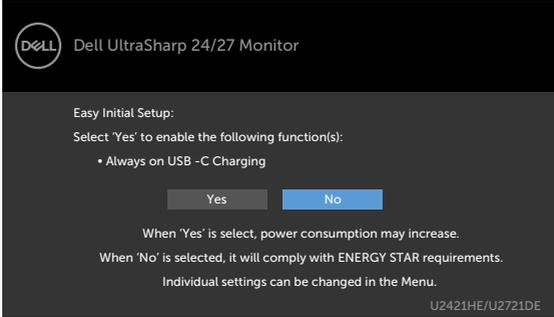 DELL
Dell UltraSharp 24/27 Monitor
Easy Initial Setup:
Select 'Yes' to enable the following function(s):
• Always on USB -C Charging
Yes No
When 'Yes' is select, power consumption may increase.
When 'No' is selected, it will comply with ENERGY STAR requirements.
Individual settings can be changed in the Menu.
U2421HE/U2721DE